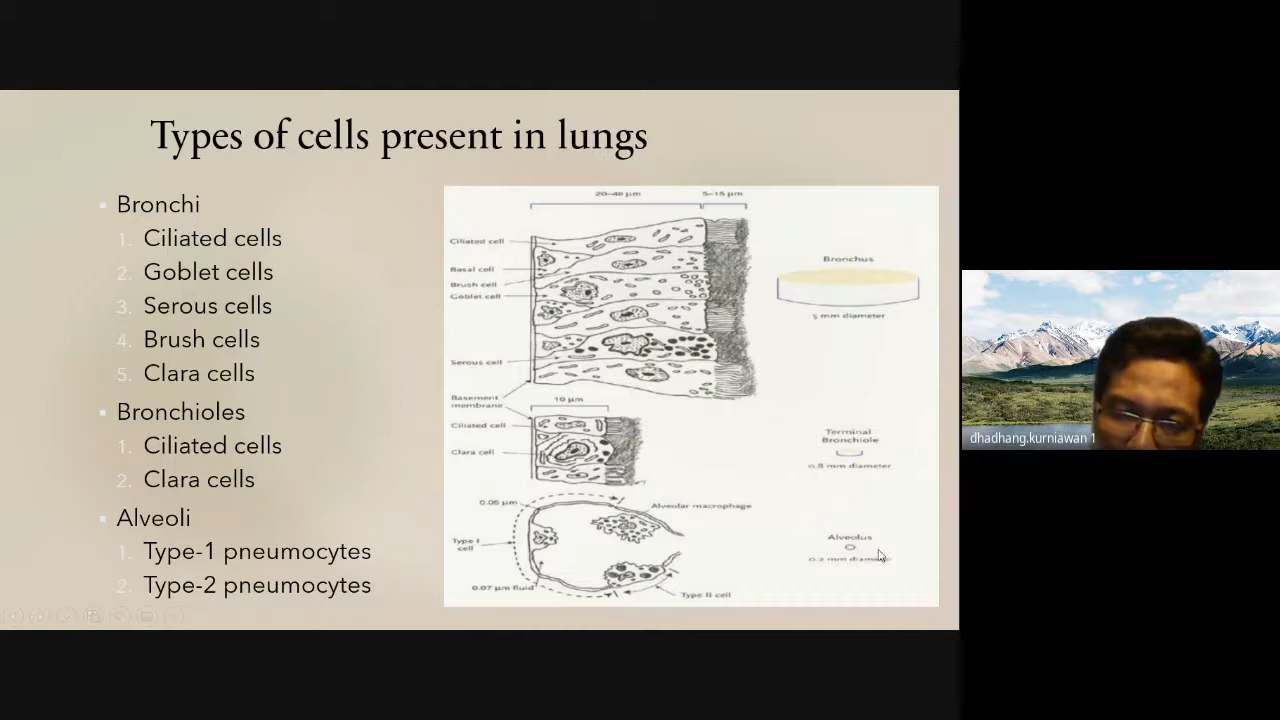 Types of cells present in lungs
Bronchi
1. Ciliated cells
2. Goblet cells
3. Serous cells
4. Brush cells
5. Clara cells
Bronchioles
1. Ciliated cells
2. Clara cells
Alveoli
1. Type-1 pneumocytes
2. Type-2 pneumocytes
20–40 µm
5–15 µm
Ciliated cell
Basal cell
Brush cell
Goblet cell
Serous cell
Basement
membrane
Bronchus
5 mm diameter
10 µm
Ciliated cell
Clara cell
Terminal
Bronchiole
0.8 mm diameter
0.05 µm
Alveolar macrophage
Type I
cell
0.07 µm fluid
Type II cell
Alveolus
dhadhang.kurniawan 1